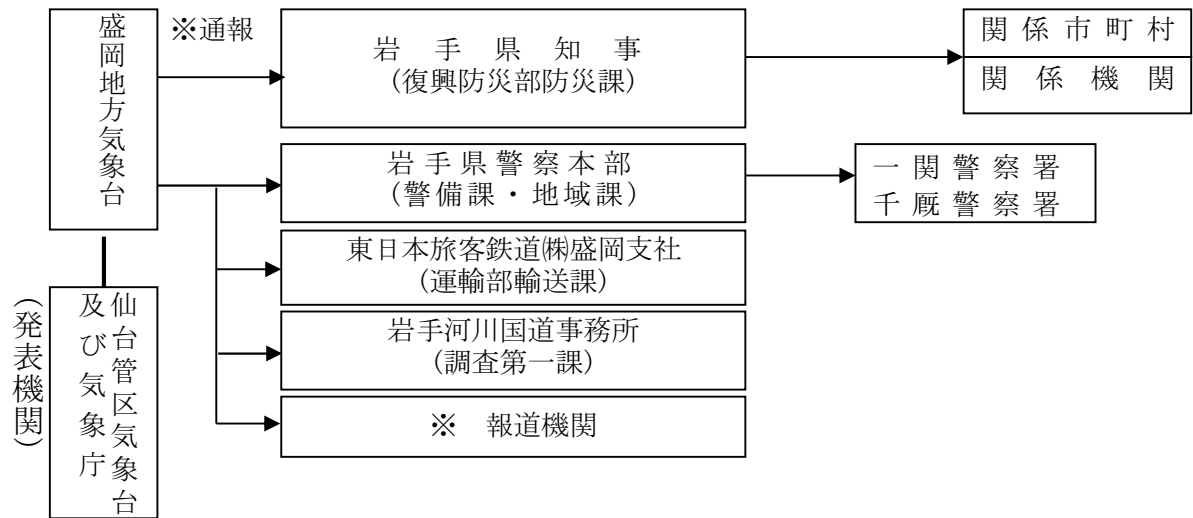 盛岡地方気象台
※通報
岩手県知事
(復興防災部防災課)
関係市町村
関係機関
岩手県警察本部
(警備課・地域課)
一関警察署
千厩警察署
東日本旅客鉄道㈱盛岡支社
(運輸部輸送課)
岩手河川国道事務所
(調査第一課)
※ 報道機関
仙台管区気象台
及び気象庁
(発表機関)